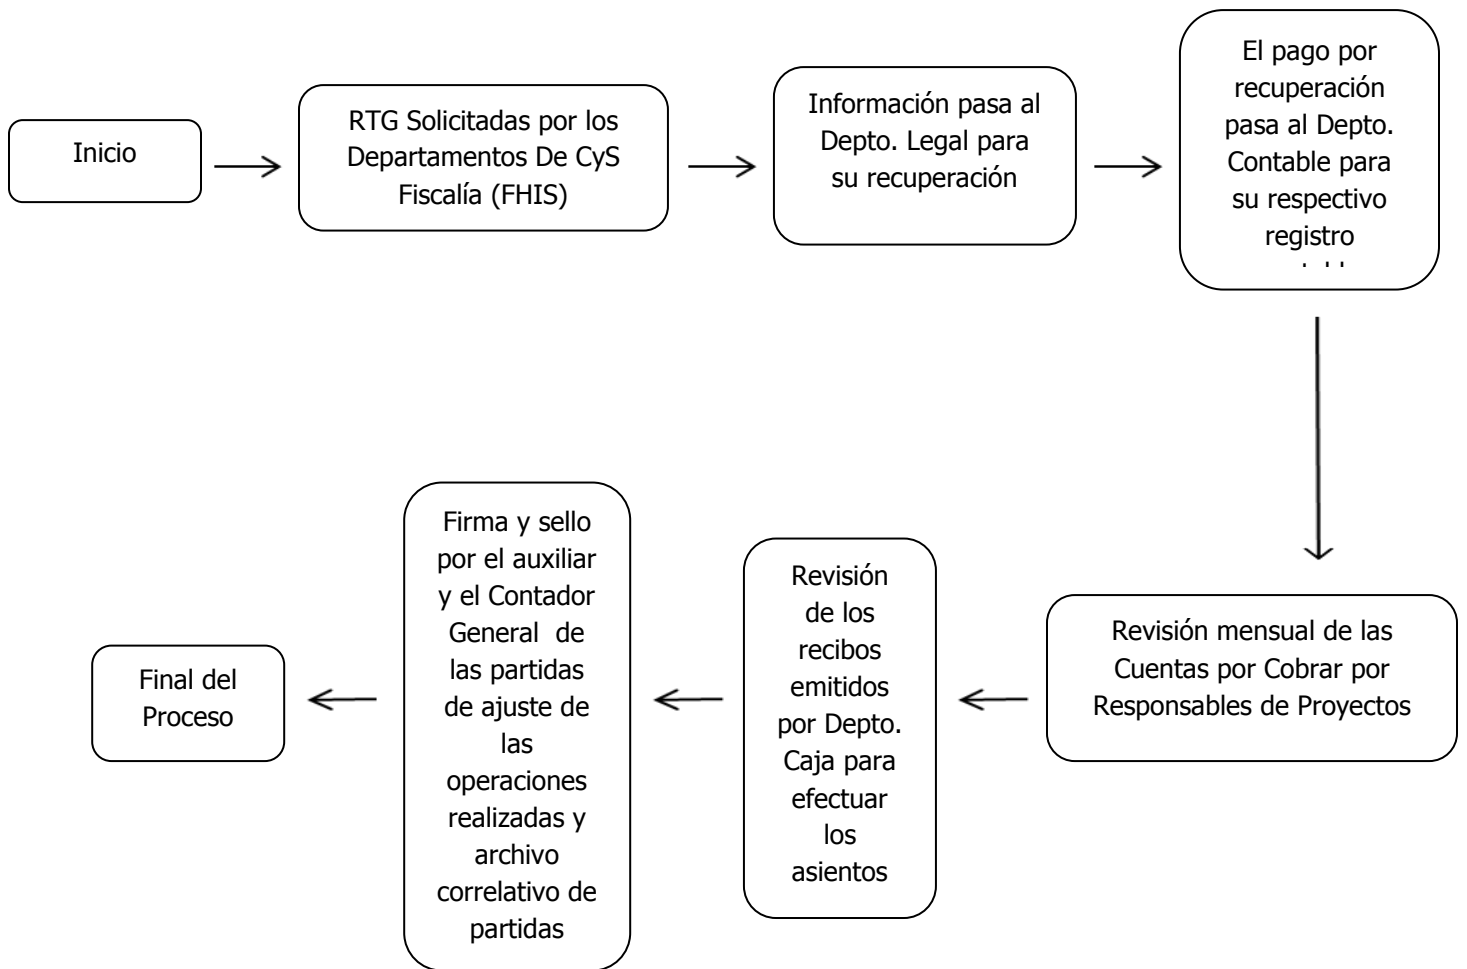 Inicio
RTG Solicitadas por los
Departamentos De CyS
Fiscalía (FHIS)
Información pasa al
Depto. Legal para
su recuperación
El pago por
recuperación
pasa al Depto.
Contable para
su respectivo
registro
Revisión mensual de las
Cuentas por Cobrar por
Responsables de Proyectos
Revisión
de los
recibos
emitidos
por Depto.
Caja para
efectuar
los
asientos
Firma y sello
por el auxiliar
y el Contador
General de
las partidas
de ajuste de
las
operaciones
realizadas y
archivo
correlativo de
partidas
Final del
Proceso